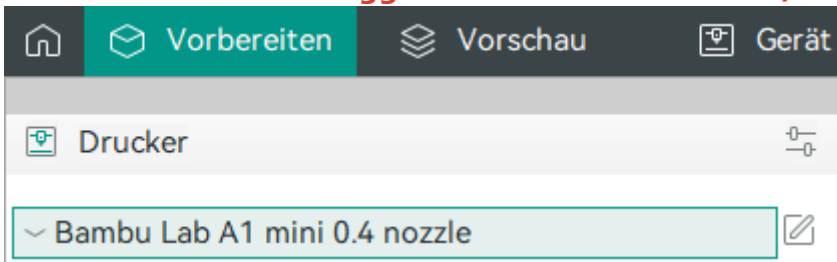 Vorbereiten Vorschau Gerät
Drucker
Bambu Lab A1 mini 0.4 nozzle